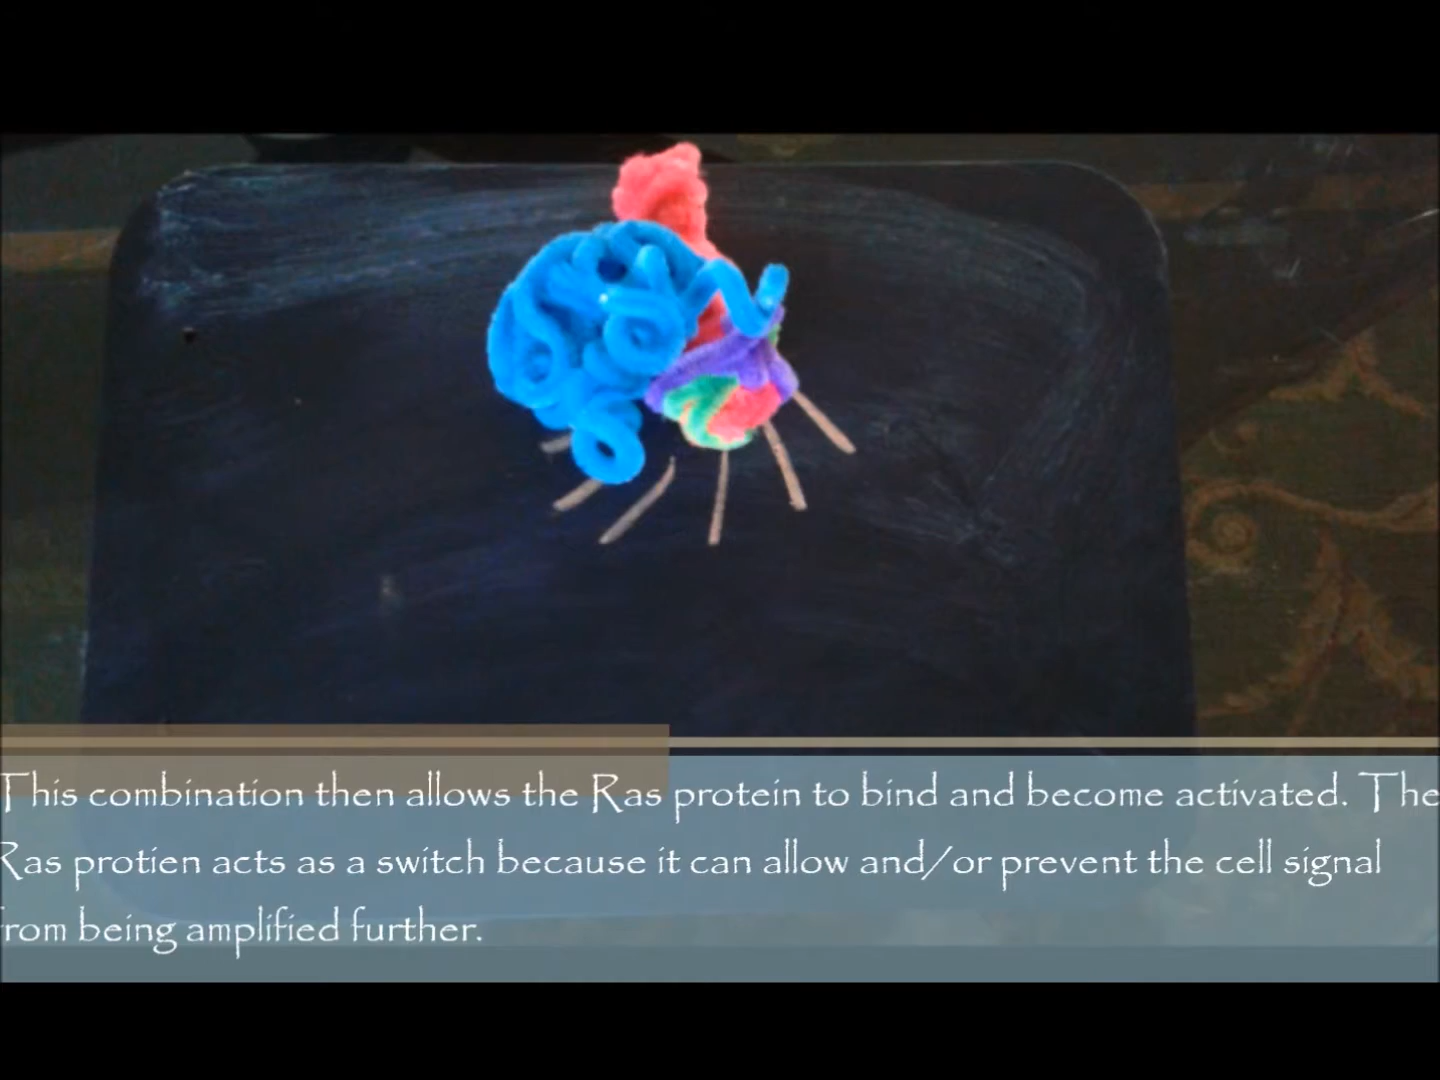 This combination then allows the Ras protein to bind and become activated. The
Ras protien acts as a switch because it can allow and/or prevent the cell signal
from being amplified further.